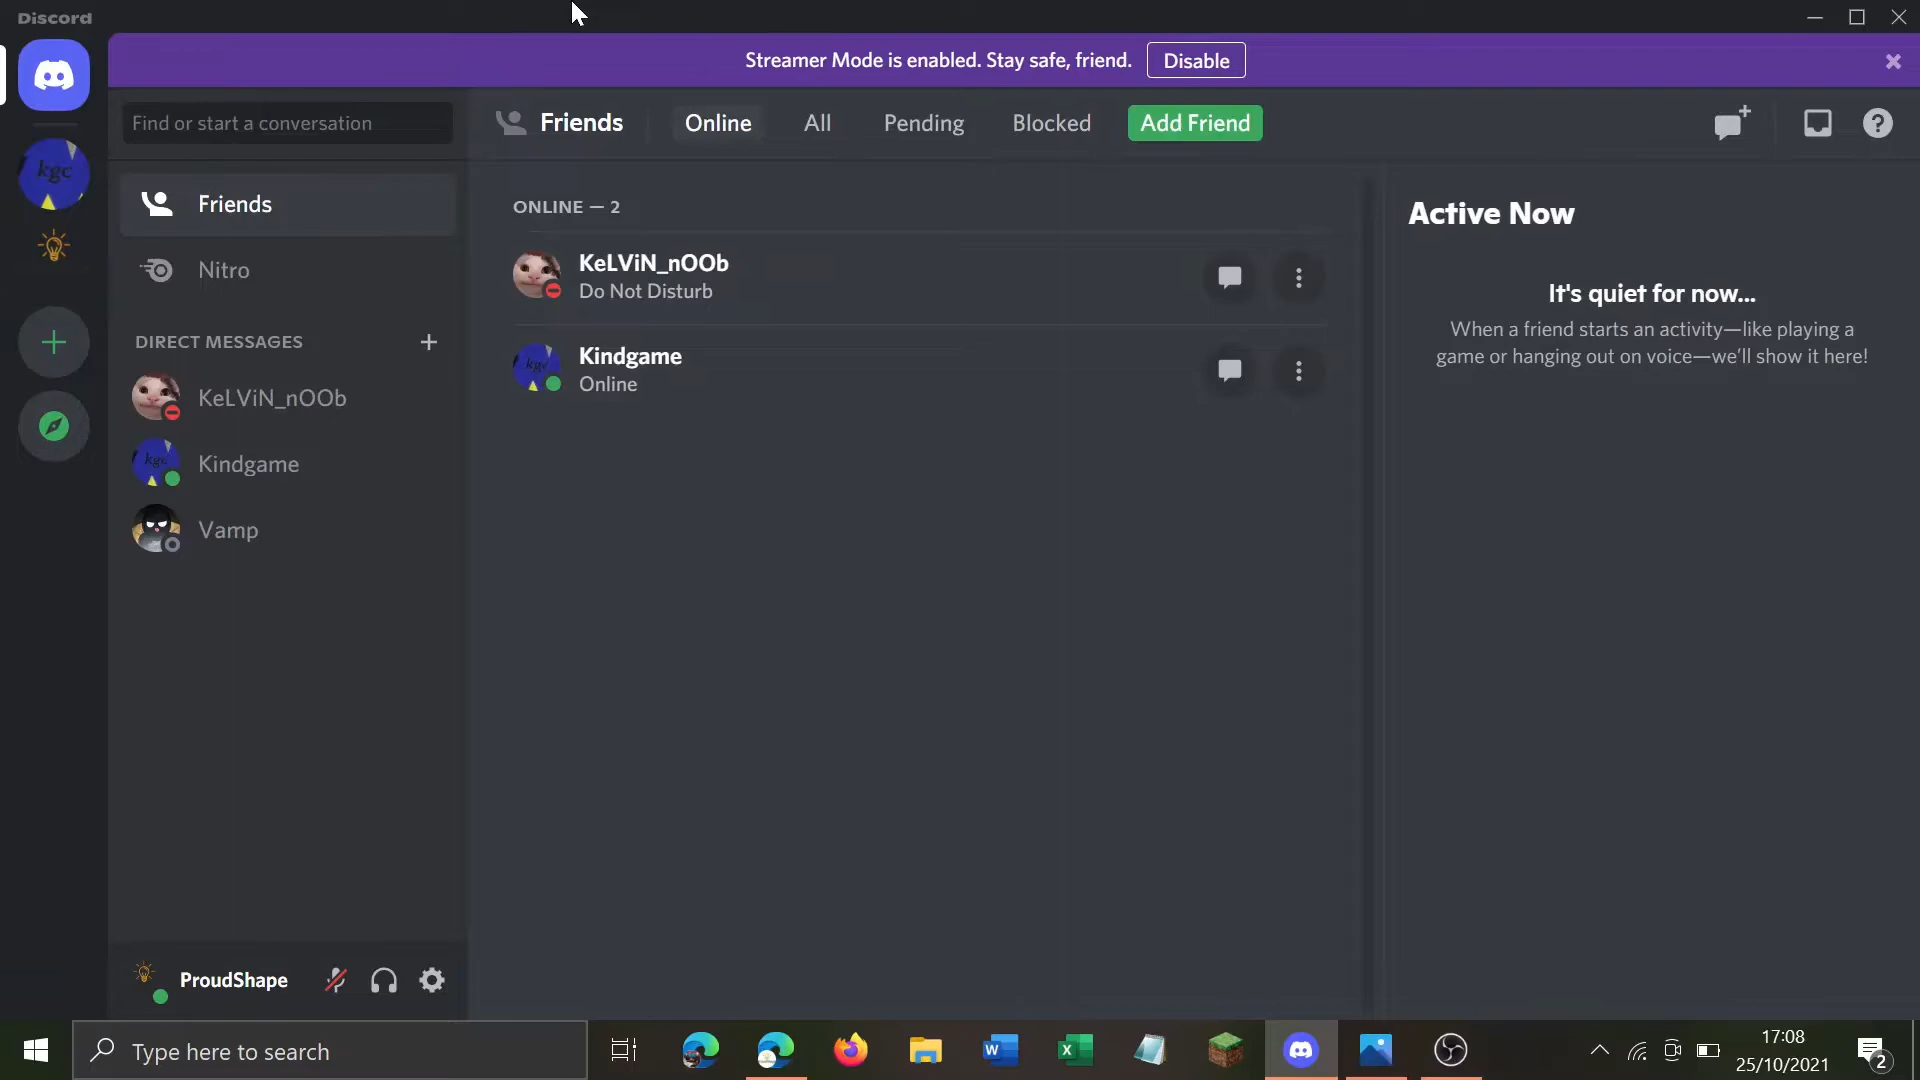 Discord
Streamer Mode is enabled. Stay safe, friend.
Disable
Find or start a conversation
Friends
Online
All
Pending
Blocked
Add Friend
kgc
Friends
Nitro
DIRECT MESSAGES
KeLViN_nOOb
Kindgame
Vamp
ONLINE — 2
KeLViN_nOOb
Do Not Disturb
Kindgame
Online
Active Now
It's quiet for now...
When a friend starts an activity—like playing a
game or hanging out on voice—we'll show it here!
ProudShape
Type here to search
17:08
25/10/2021
2